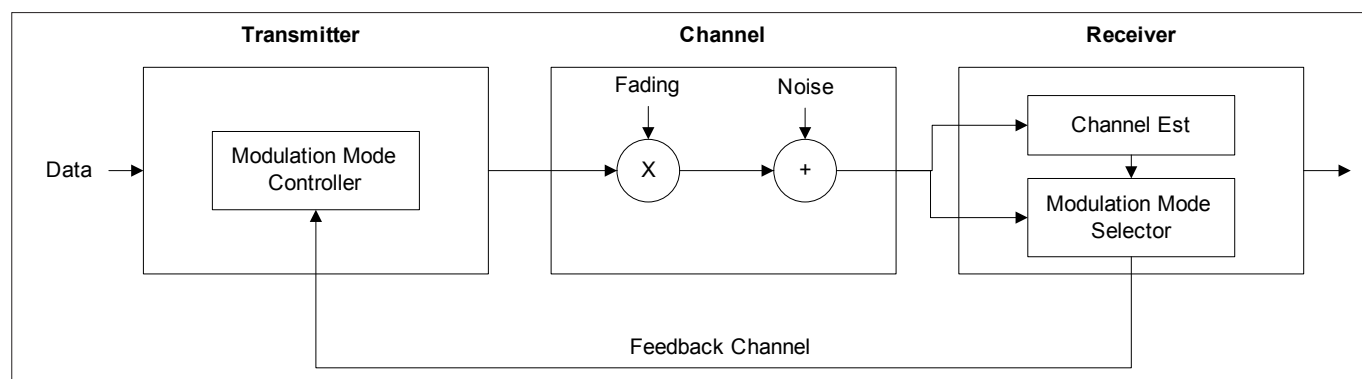 Transmitter
Channel
Receiver
Fading
Noise
Data
Modulation Mode
Controller
X
+
Channel Est
Modulation Mode
Selector
Feedback Channel